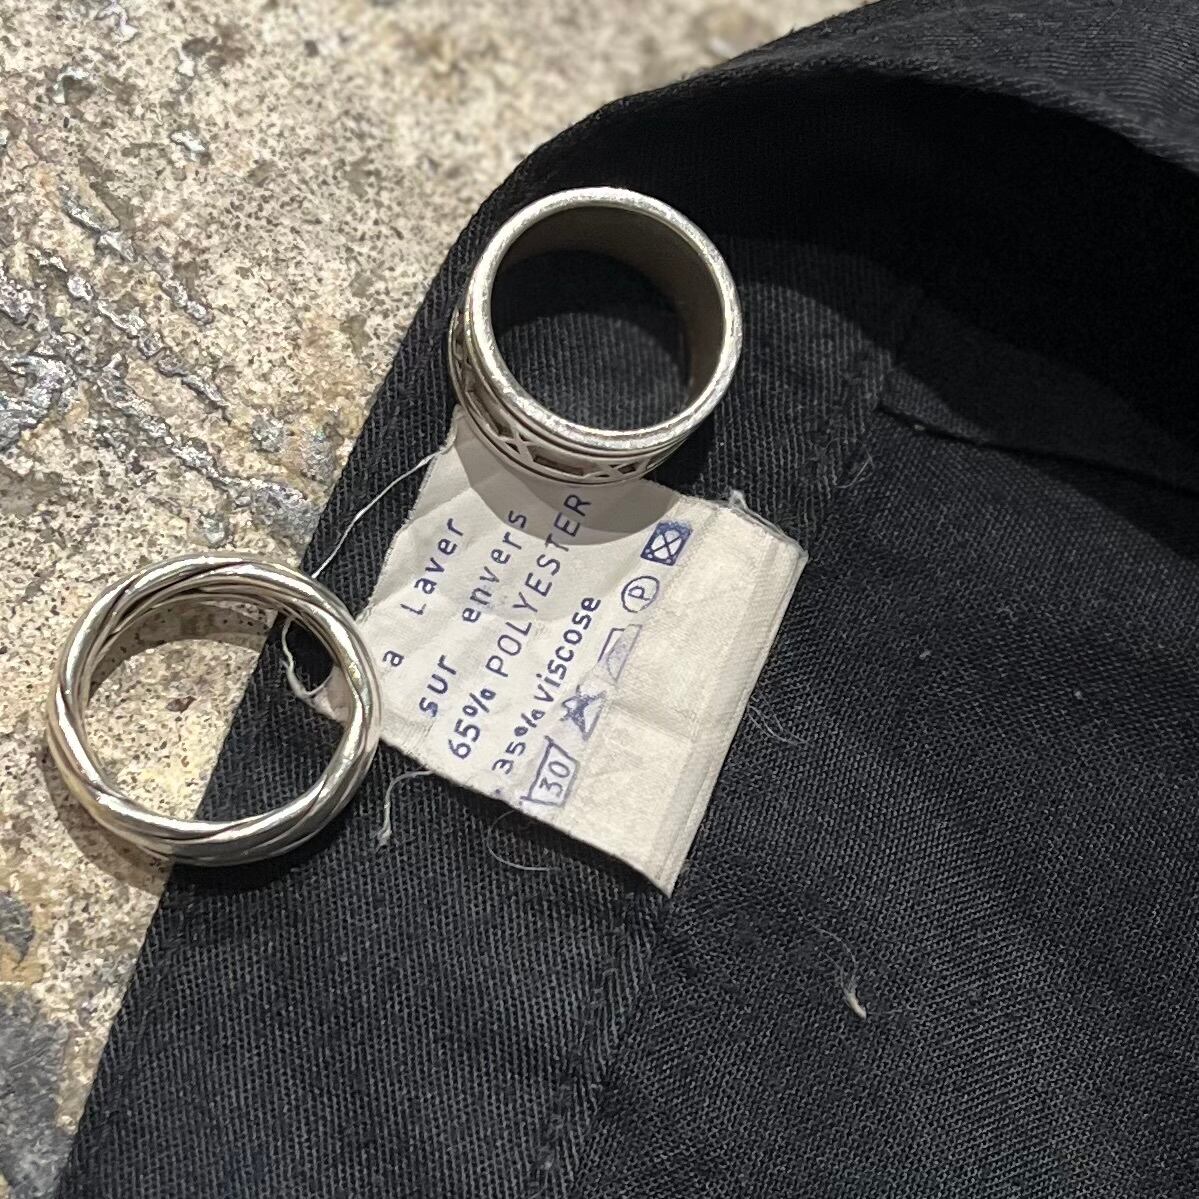 a Laver
sur envers
65% POLYESTER
35% viscose
30
P